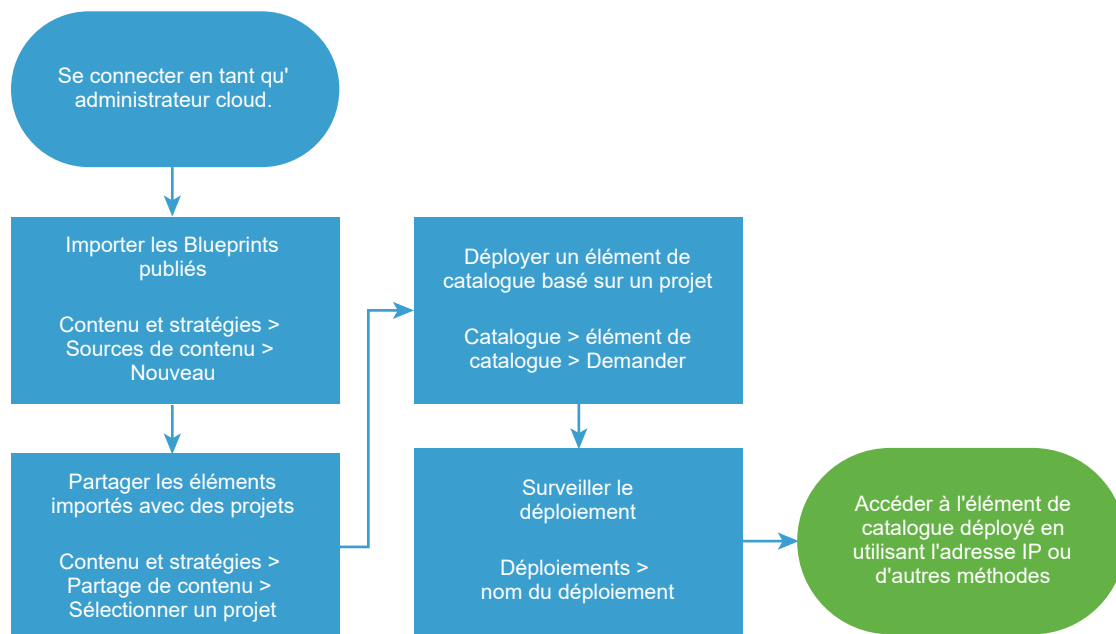 Se connecter en tant qu'
administrateur cloud.
Importer les Blueprints
publiés
Contenu et stratégies >
Sources de contenu >
Nouveau
Partager les éléments
importés avec des projets
Contenu et stratégies >
Partage de contenu >
Sélectionner un projet
Déployer un élément de
catalogue basé sur un projet
Catalogue > élément de
catalogue > Demander
Surveiller le
déploiement
Déploiements >
nom du déploiement
Accéder à l'élément de
catalogue déployé en
utilisant l'adresse IP ou
d'autres méthodes